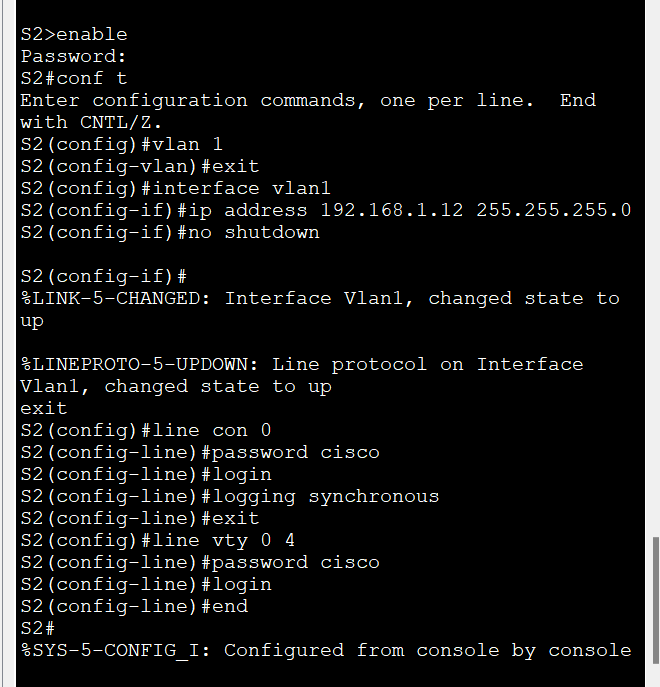 S2>enable
Password:
S2#conf t
Enter configuration commands, one per line.  End
with CNTL/Z.
S2(config)#vlan 1
S2(config-vlan)#exit
S2(config)#interface vlan1
S2(config-if)#ip address 192.168.1.12 255.255.255.0
S2(config-if)#no shutdown

S2(config-if)#
%LINK-5-CHANGED: Interface Vlan1, changed state to
up

%LINEPROTO-5-UPDOWN: Line protocol on Interface
Vlan1, changed state to up
exit
S2(config)#line con 0
S2(config-line)#password cisco
S2(config-line)#login
S2(config-line)#logging synchronous
S2(config-line)#exit
S2(config)#line vty 0 4
S2(config-line)#password cisco
S2(config-line)#login
S2(config-line)#end
S2#
%SYS-5-CONFIG_I: Configured from console by console